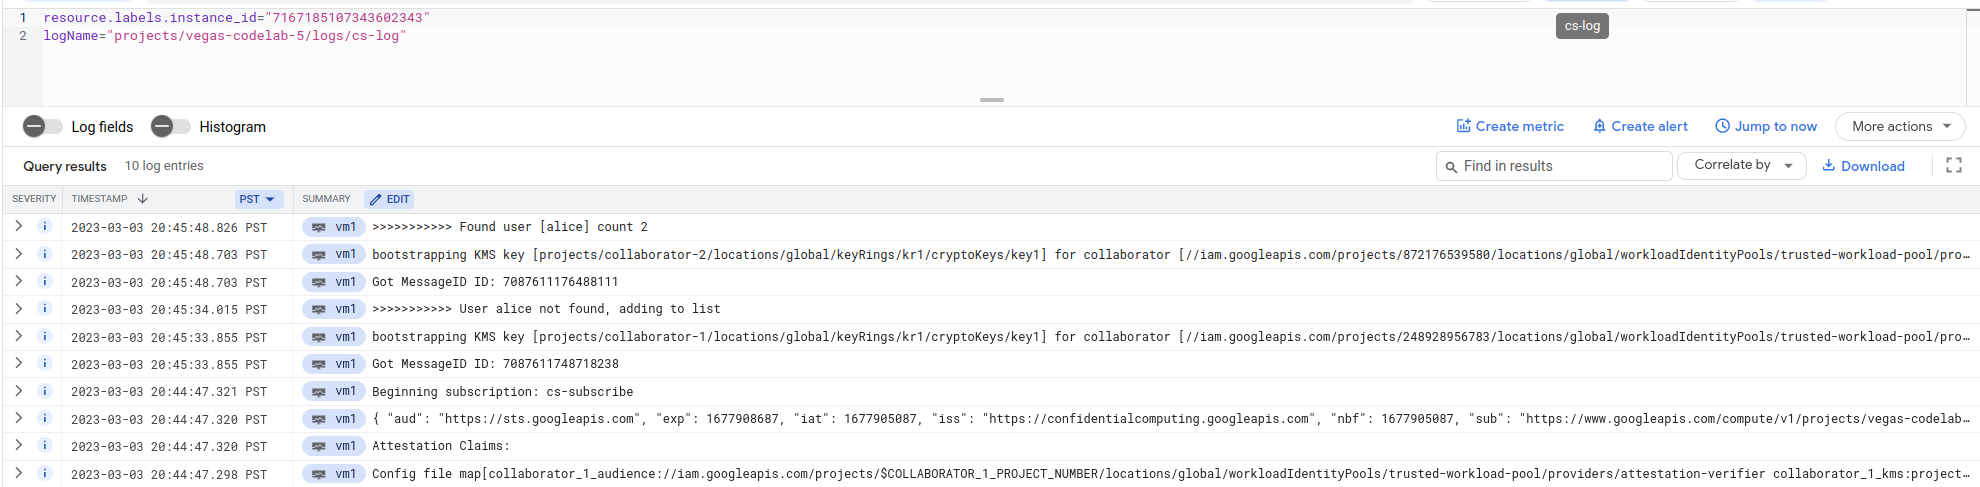 1 resource.labels.instance_id="7167185107343602343"
2 logName="projects/vegas-codelab-5/logs/cs-log"
cs-log
Log fields Histogram Create metric Create alert Jump to now More actions
Query results 10 log entries Find in results Correlate by Download
SEVERITY TIMESTAMP PST SUMMARY EDIT
2023-03-03 20:45:48.826 PST vm1 >>>>>>>>>>> Found user [alice] count 2
2023-03-03 20:45:48.703 PST vm1 bootstrapping KMS key [projects/collaborator-2/locations/global/keyRings/kr1/cryptoKeys/key1] for collaborator [//iam.googleapis.com/projects/872176539580/locations/global/workloadIdentityPools/trusted-workload-pool/pro…
2023-03-03 20:45:48.703 PST vm1 Got MessageID ID: 7087611176488111
2023-03-03 20:45:34.015 PST vm1 >>>>>>>>>>> User alice not found, adding to list
2023-03-03 20:45:33.855 PST vm1 bootstrapping KMS key [projects/collaborator-1/locations/global/keyRings/kr1/cryptoKeys/key1] for collaborator [//iam.googleapis.com/projects/248928956783/locations/global/workloadIdentityPools/trusted-workload-pool/pro…
2023-03-03 20:45:33.855 PST vm1 Got MessageID ID: 7087611748718238
2023-03-03 20:44:47.321 PST vm1 Beginning subscription: cs-subscribe
2023-03-03 20:44:47.320 PST vm1 { "aud": "https://sts.googleapis.com", "exp": 1677908687, "iat": 1677905087, "iss": "https://confidentialcomputing.googleapis.com", "nbf": 1677905087, "sub": "https://www.googleapis.com/compute/v1/projects/vegas-codelab…
2023-03-03 20:44:47.320 PST vm1 Attestation Claims:
2023-03-03 20:44:47.298 PST vm1 Config file map[collaborator_1_audience://iam.googleapis.com/projects/$COLLABORATOR_1_PROJECT_NUMBER/locations/global/workloadIdentityPools/trusted-workload-pool/providers/attestation-verifier collaborator_1_kms:project…